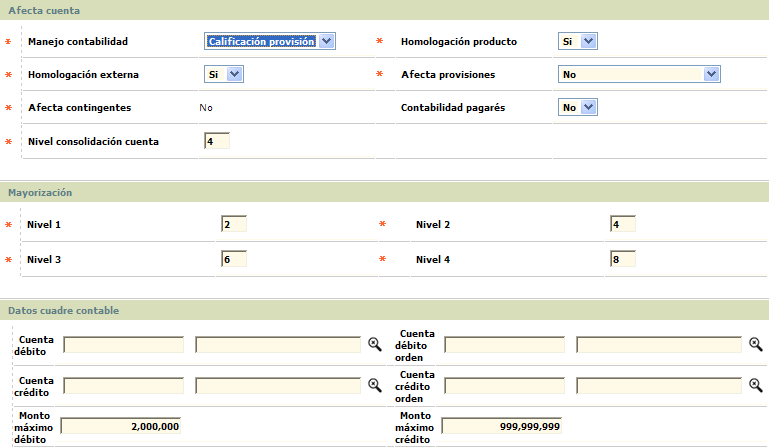 Afecta cuenta
* Manejo contabilidad Calificación provisión * Homologación producto Si
* Homologación externa Si * Afecta provisiones No
* Afecta contingentes No Contabilidad pagarés No
* Nivel consolidación cuenta 4
Mayorización
* Nivel 1 2 * Nivel 2 4
* Nivel 3 6 * Nivel 4 8
Datos cuadre contable
Cuenta débito
Cuenta débito orden
Cuenta crédito
Cuenta crédito orden
Monto máximo débito 2,000,000
Monto máximo crédito 999,999,999